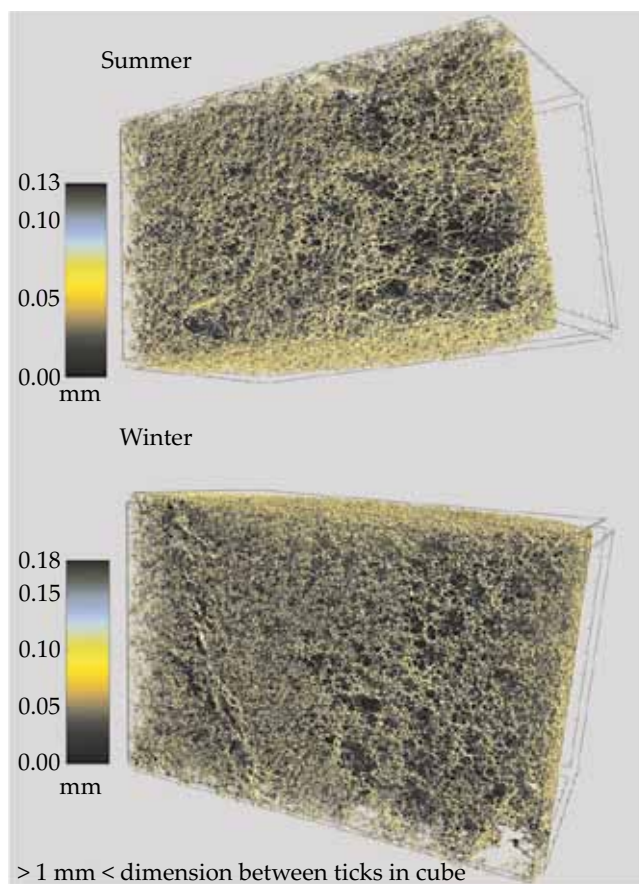 Summer
0.13
0.10
0.05
0.00
mm
Winter
0.18
0.15
0.10
0.05
0.00
mm
> 1 mm < dimension between ticks in cube